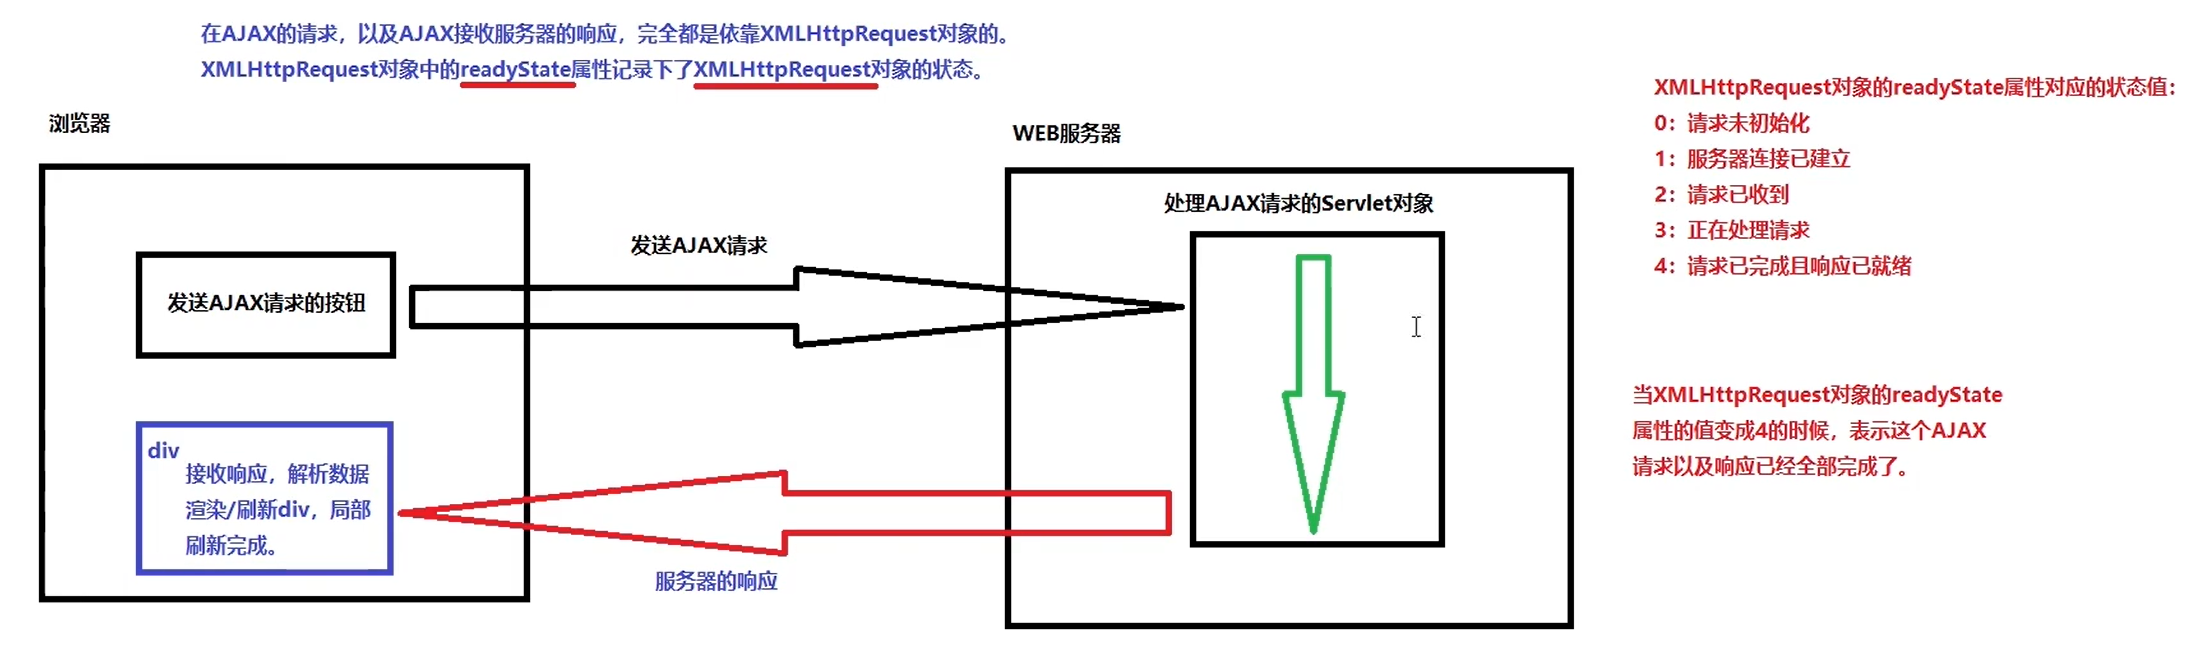 在AJAX的请求，以及AJAX接收服务器的响应，完全都是依靠XMLHttpRequest对象的。
XMLHttpRequest对象中的readyState属性记录下了XMLHttpRequest对象的状态。
浏览器
发送AJAX请求的按钮
div
接收响应，解析数据
渲染/刷新div，局部
刷新完成。
发送AJAX请求
服务器的响应
WEB服务器
处理AJAX请求的Servlet对象
XMLHttpRequest对象的readyState属性对应的状态值：
0：请求未初始化
1：服务器连接已建立
2：请求已收到
3：正在处理请求
4：请求已完成且响应已就绪
当XMLHttpRequest对象的readyState
属性的值变成4的时候，表示这个AJAX
请求以及响应已经全部完成了。